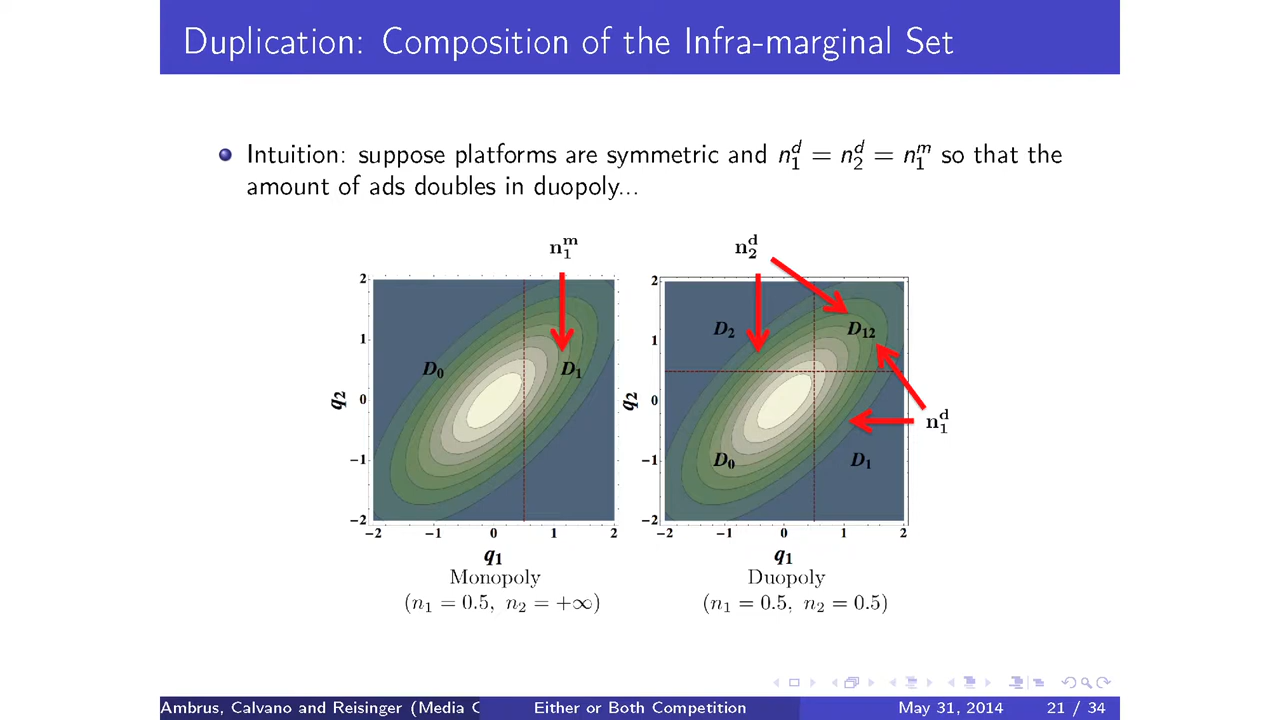 Duplication: Composition of the Infra-marginal Set
Intuition: suppose platforms are symmetric and n₁ᵈ = n₂ᵈ = n₁ᵐ so that the
amount of ads doubles in duopoly...
n₁ᵐ
n₂ᵈ
2
1
0
−1
−2
q₂
D₀
D₁
−2 −1 0 1 2
q₁
2
1
0
−1
−2
q₂
D₂
D₁₂
D₀
D₁
n₁ᵈ
−2 −1 0 1 2
q₁
Monopoly
(n₁ = 0.5, n₂ = +∞)
Duopoly
(n₁ = 0.5, n₂ = 0.5)
Ambrus, Calvano and Reisinger (Media C
Either or Both Competition
May 31, 2014
21 / 34